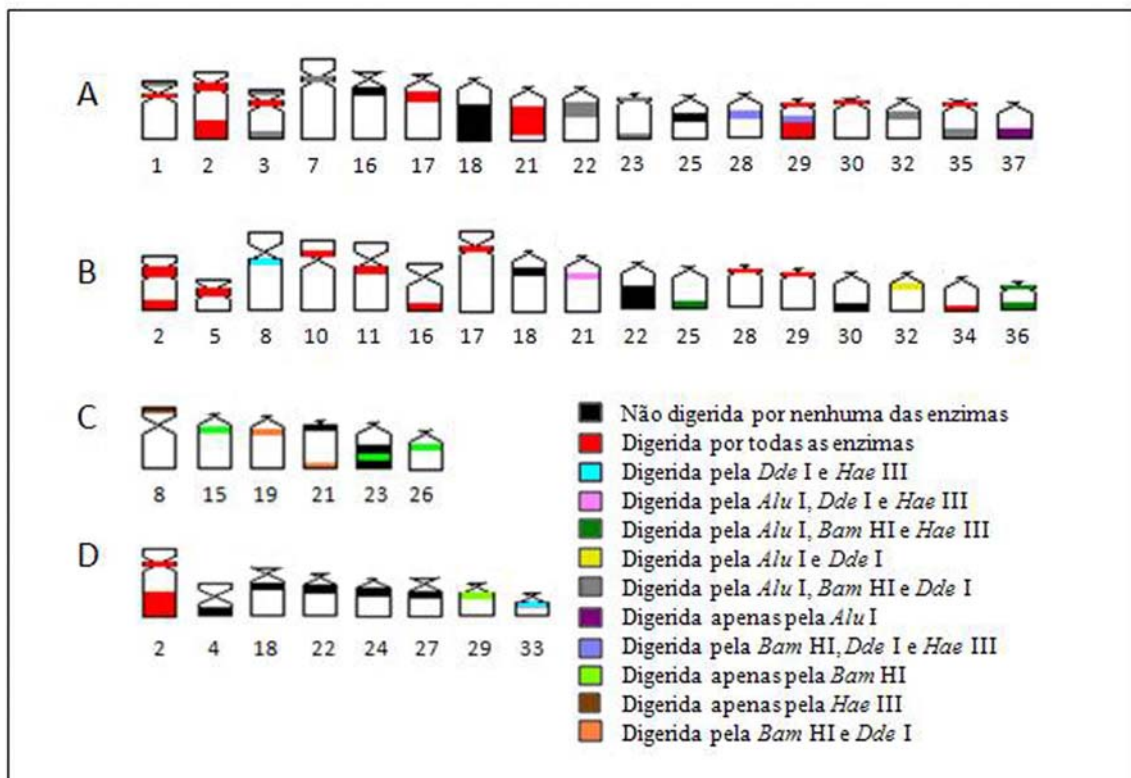 A
1 2 3 7 16 17 18 21 22 23 25 28 29 30 32 35 37
B
2 5 8 10 11 16 17 18 21 22 25 28 29 30 32 34 36
C
8 15 19 21 23 26
D
2 4 18 22 24 27 29 33
Não digerida por nenhuma das enzimas
Digerida por todas as enzimas
Digerida pela Dde I e Hae III
Digerida pela Alu I, Dde I e Hae III
Digerida pela Alu I, Bam HI e Hae III
Digerida pela Alu I e Dde I
Digerida pela Alu I, Bam HI e Dde I
Digerida apenas pela Alu I
Digerida pela Bam HI, Dde I e Hae III
Digerida apenas pela Bam HI
Digerida apenas pela Hae III
Digerida pela Bam HI e Dde I